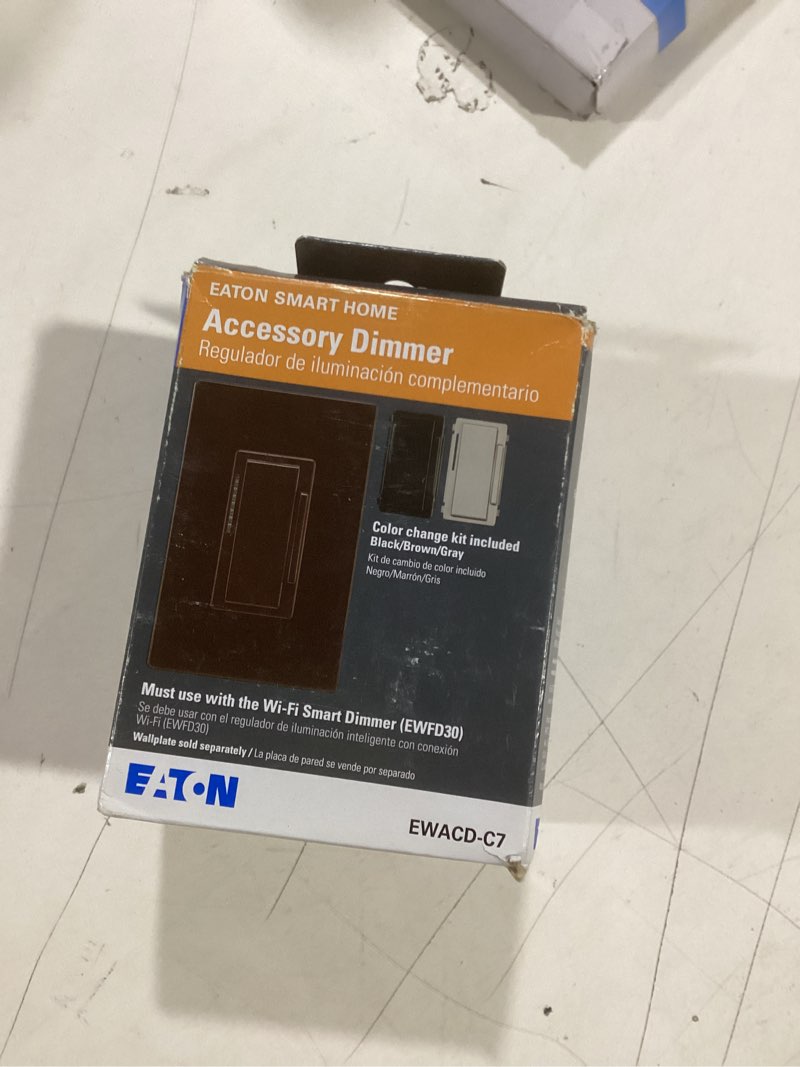 EATON SMART HOME
Accessory Dimmer
Regulador de iluminación complementario
Color change kit included
Black/Brown/Gray
Kit de cambio de color incluido
Negro/Marrón/Gris
Must use with the Wi-Fi Smart Dimmer (EWFD30)
Se debe usar con el regulador de iluminación inteligente con conexión
Wi-Fi (EWFD30)
Wallplate sold separately / La placa de pared se vende por separado
EATON
EWACD-C7